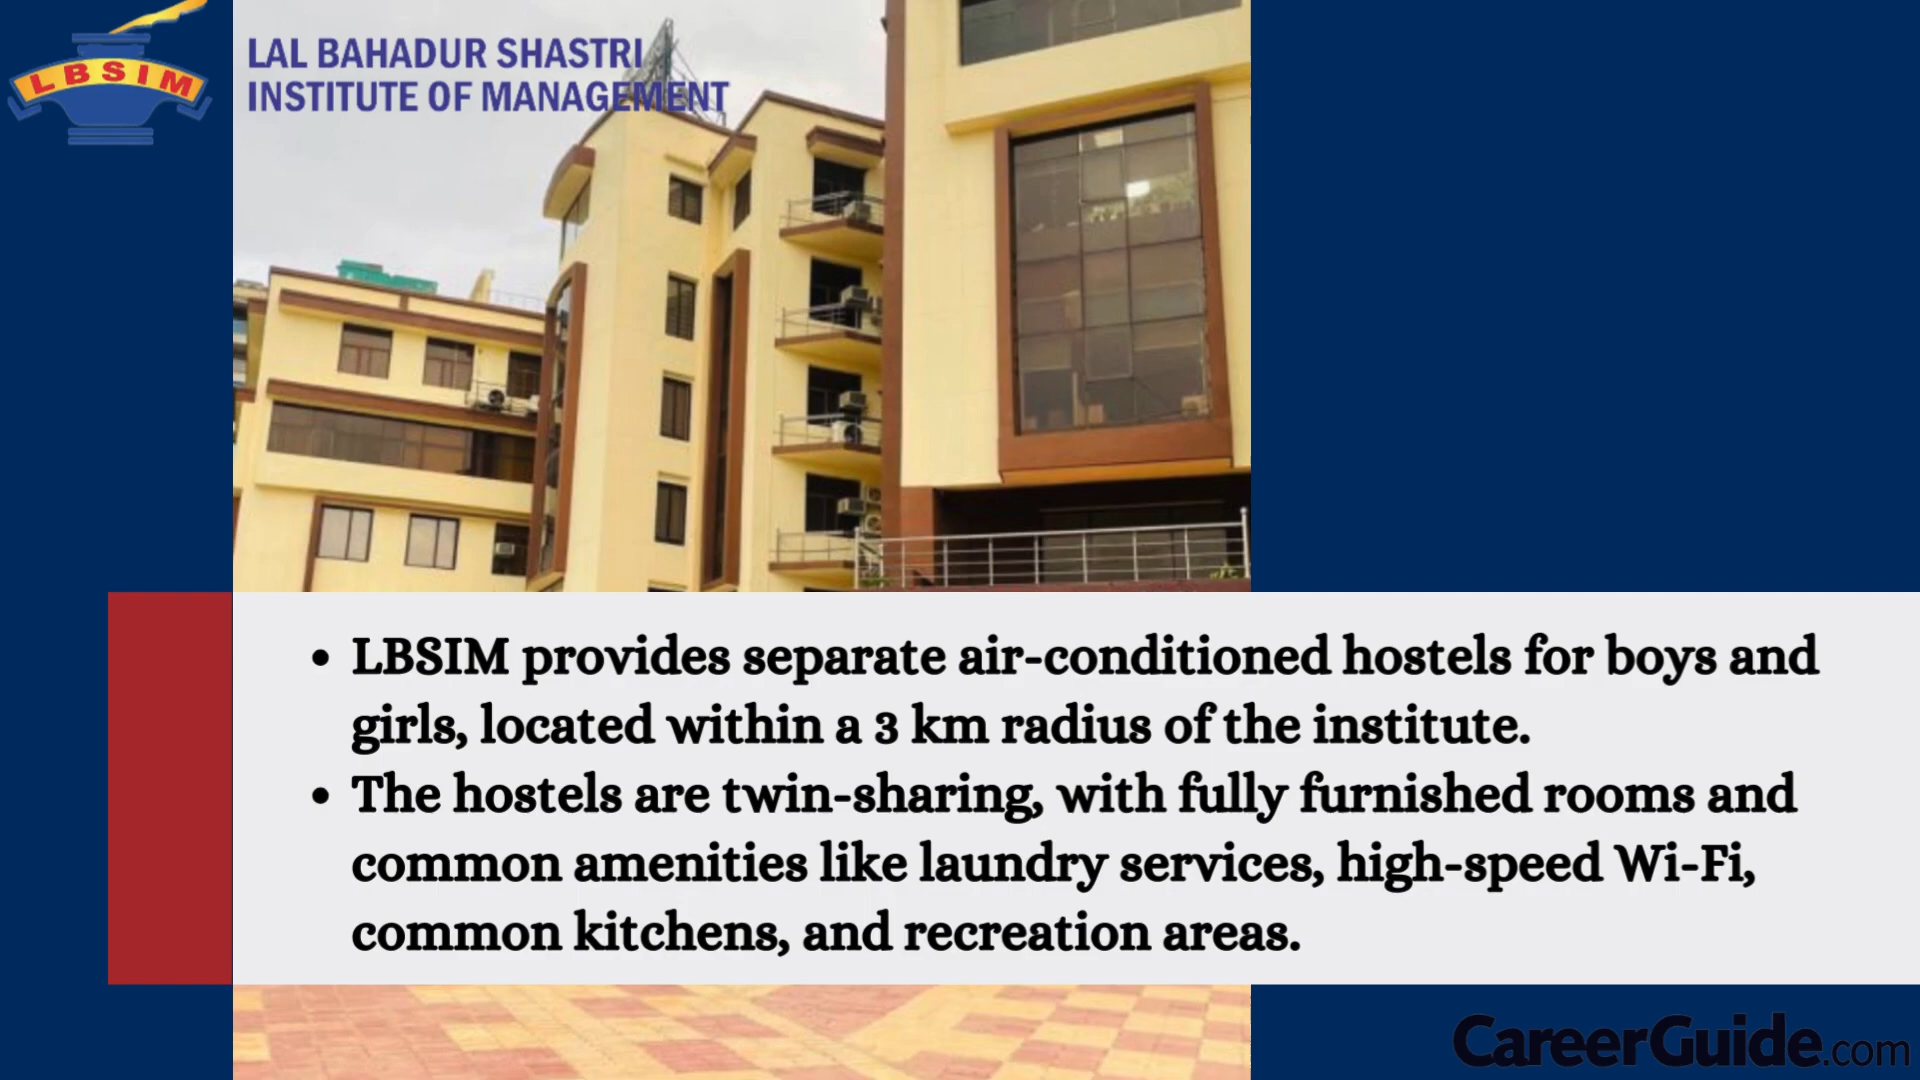 LBSIM
LAL BAHADUR SHASTRI
INSTITUTE OF MANAGEMENT
• LBSIM provides separate air-conditioned hostels for boys and
girls, located within a 3 km radius of the institute.
• The hostels are twin-sharing, with fully furnished rooms and
common amenities like laundry services, high-speed Wi-Fi,
common kitchens, and recreation areas.
CareerGuide.com